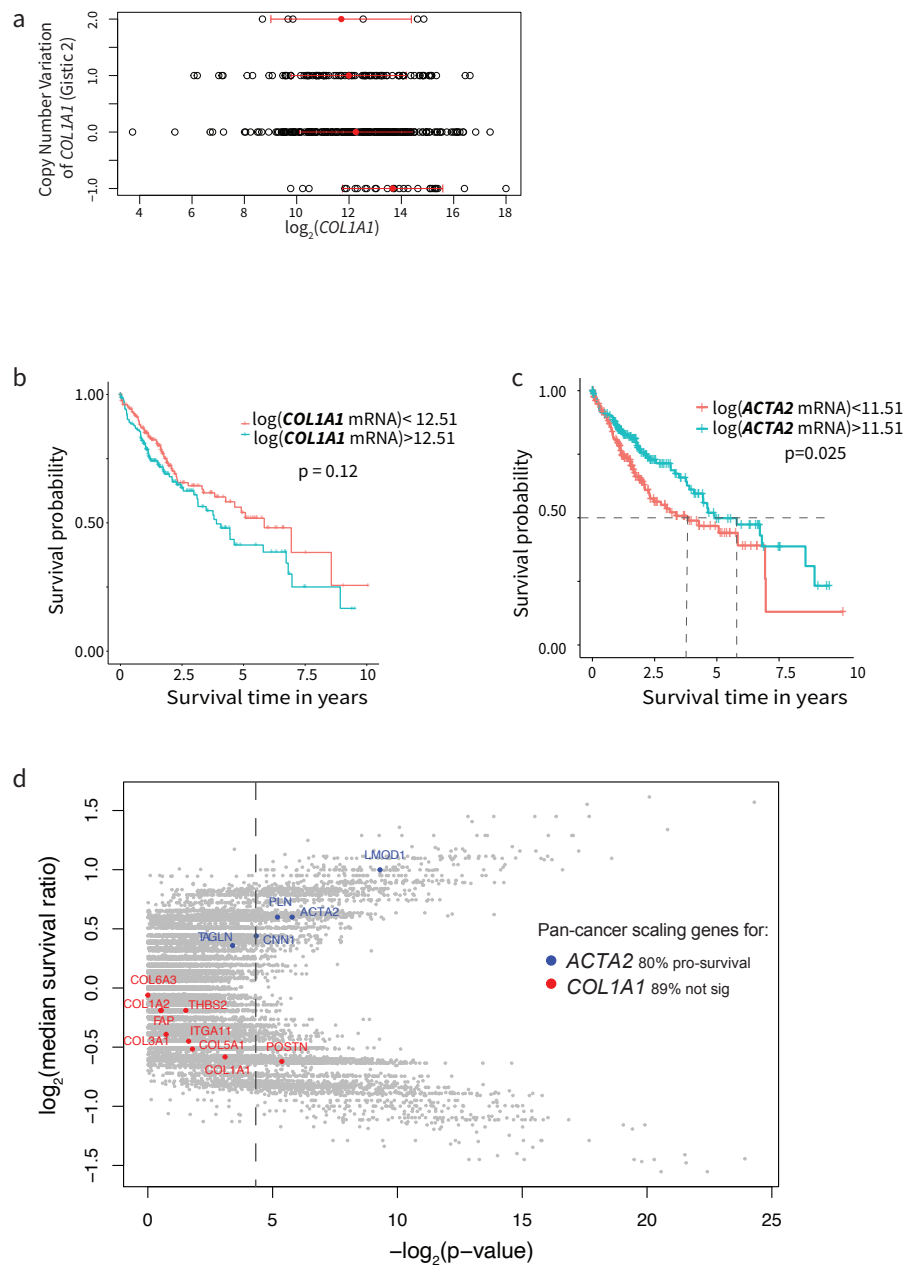 a
Copy Number Variation
of COL1A1 (Gistic 2)
2.0
1.0
0.0
−1.0
4 6 8 10 12 14 16 18
log2(COL1A1)
b
Survival probability
1.00
0.50
0.00
log(COL1A1 mRNA)< 12.51
log(COL1A1 mRNA)>12.51
p = 0.12
0 2.5 5 7.5 10
Survival time in years
c
Survival probability
1.00
0.50
0.00
log(ACTA2 mRNA)<11.51
log(ACTA2 mRNA)>11.51
p=0.025
0 2.5 5 7.5 10
Survival time in years
d
log2(median survival ratio)
1.5
1.0
0.5
0.0
−0.5
−1.0
−1.5
LMOD1
PLN
ACTA2
TAGLN
CNN1
COL6A3
COL1A2
THBS2
FAP
COL3A1
ITGA11
COL5A1
POSTN
COL1A1
Pan-cancer scaling genes for:
ACTA2 80% pro-survival
COL1A1 89% not sig
0 5 10 15 20 25
−log2(p−value)